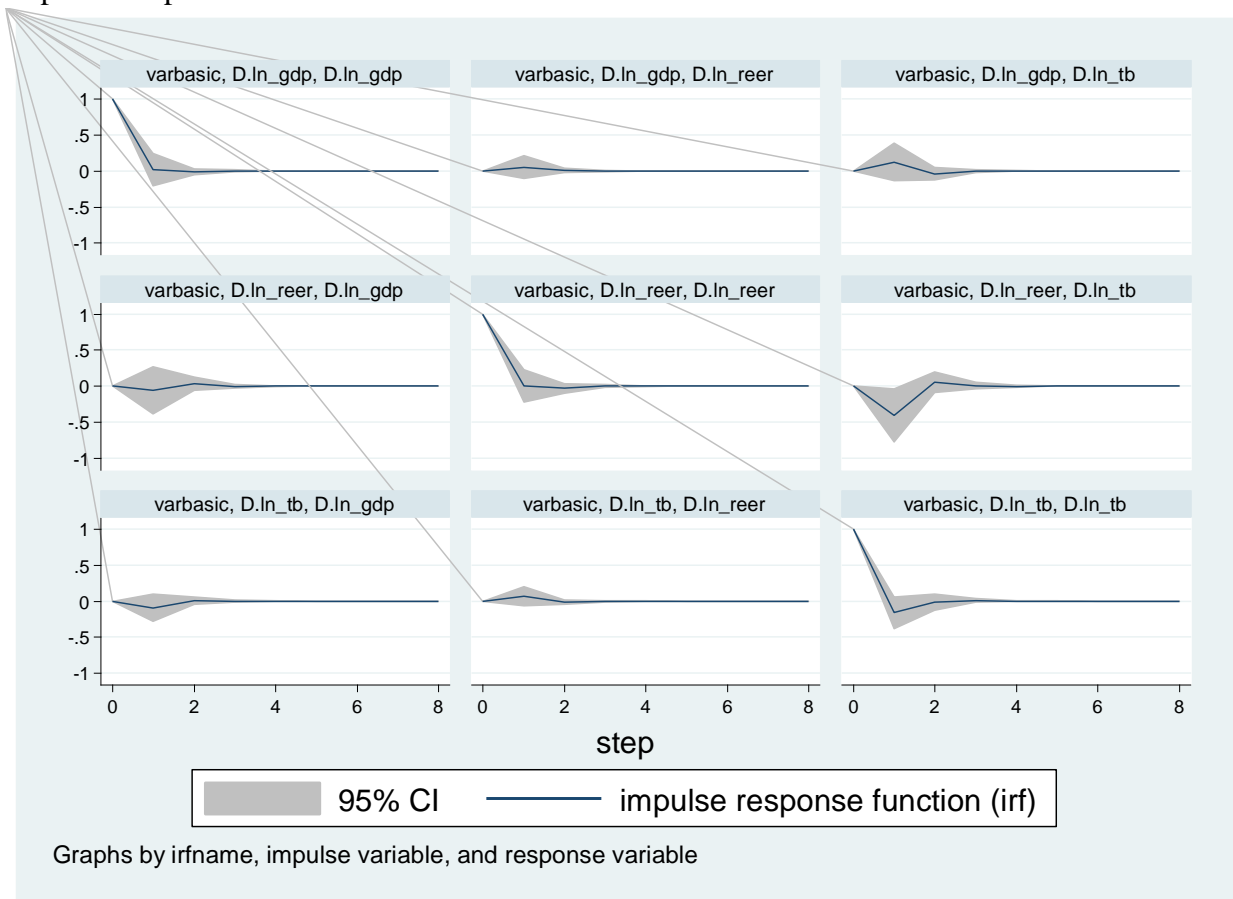 varbasic, D.ln_gdp, D.ln_gdp
varbasic, D.ln_gdp, D.ln_reer
varbasic, D.ln_gdp, D.ln_tb
1
.5
0
-.5
-1
varbasic, D.ln_reer, D.ln_gdp
varbasic, D.ln_reer, D.ln_reer
varbasic, D.ln_reer, D.ln_tb
1
.5
0
-.5
-1
varbasic, D.ln_tb, D.ln_gdp
varbasic, D.ln_tb, D.ln_reer
varbasic, D.ln_tb, D.ln_tb
1
.5
0
-.5
-1
0 2 4 6 8
0 2 4 6 8
0 2 4 6 8
step
95% CI
impulse response function (irf)
Graphs by irfname, impulse variable, and response variable